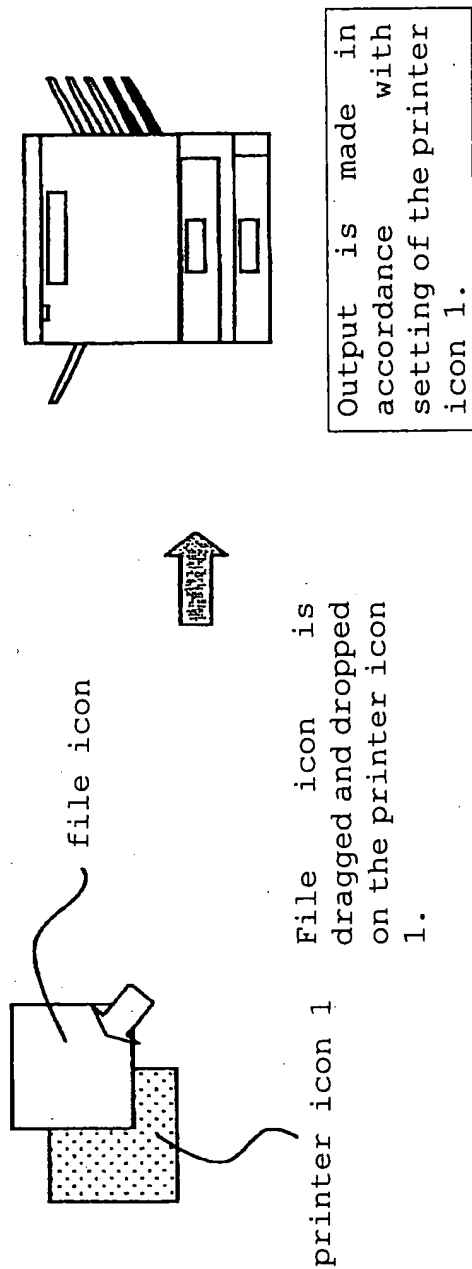 file icon
printer icon 1
File icon is
dragged and dropped
on the printer icon
1.
Output is made in
accordance with
setting of the printer
icon 1.